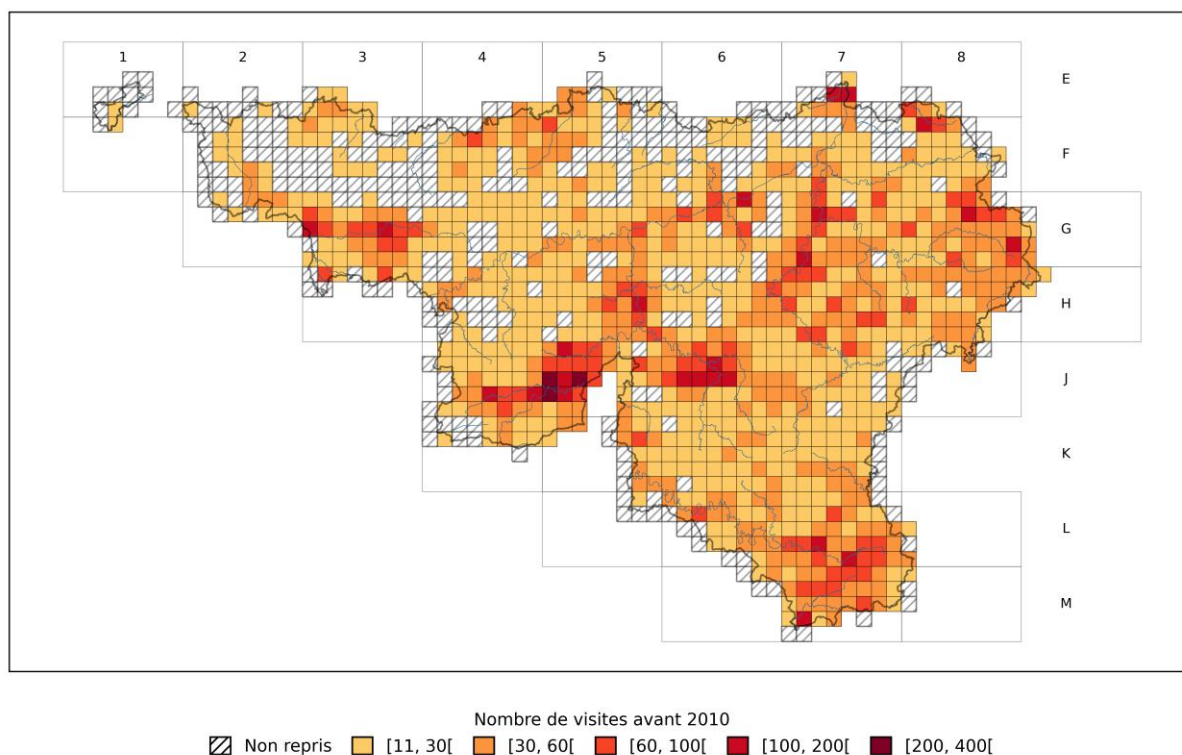 1 2 3 4 5 6 7 8
E
F
G
H
J
K
L
M
Nombre de visites avant 2010
Non repris [11, 30[ [30, 60[ [60, 100[ [100, 200[ [200, 400[